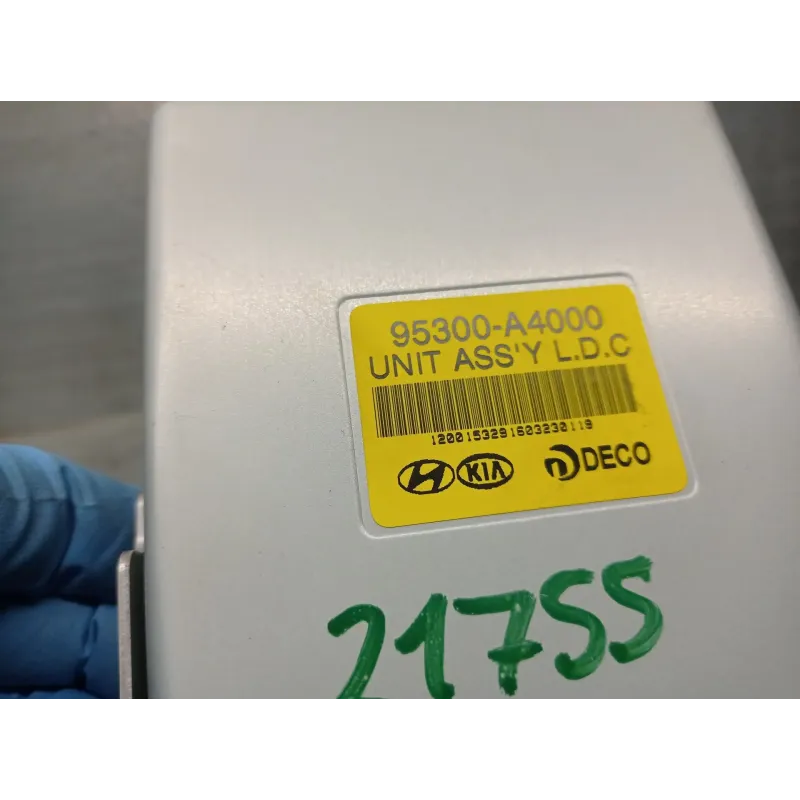 95300-A4000
UNIT ASS'Y L.D.C
1200153291603230119
KIA DECO
21755